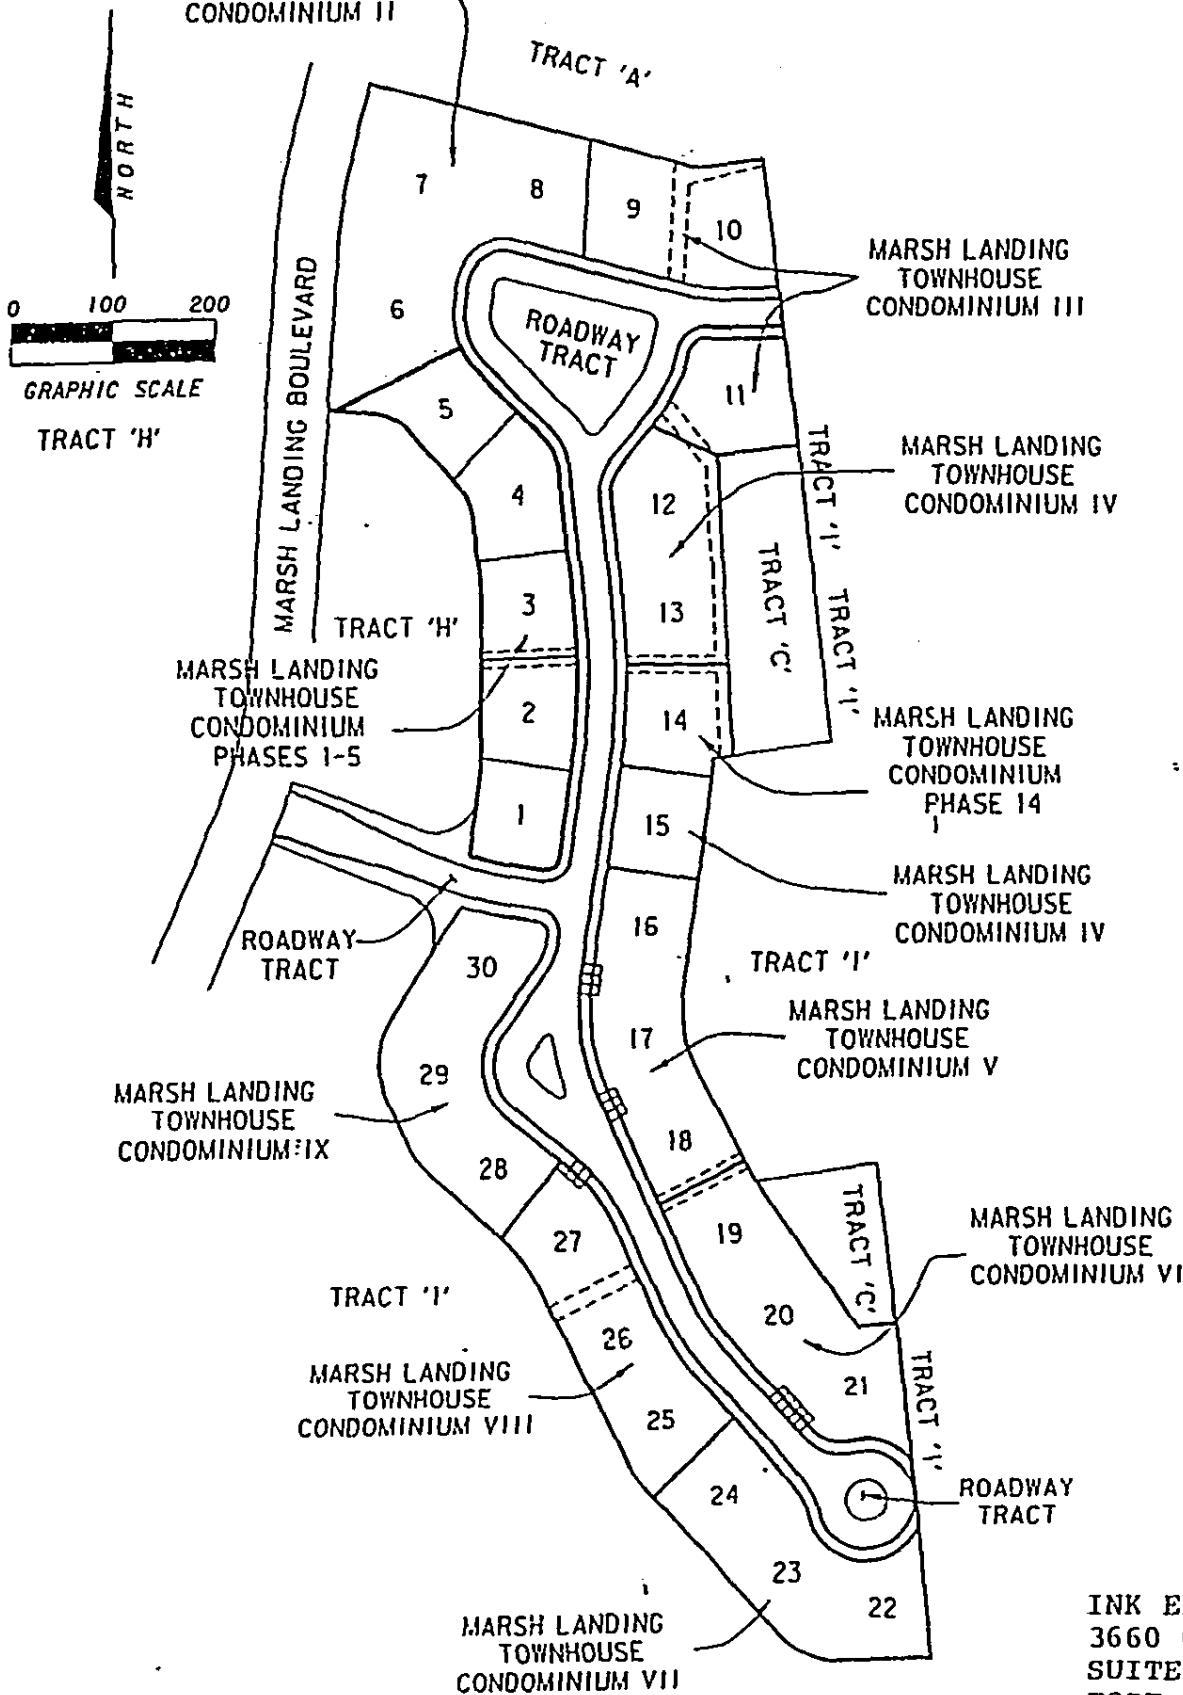 CONDOMINIUM II
TRACT 'A'
NORTH
0 100 200
GRAPHIC SCALE
TRACT 'H'
MARSH LANDING BOULEVARD
7
8
9
10
MARSH LANDING
TOWNHOUSE
CONDOMINIUM III
6
ROADWAY
TRACT
5
11
TRACT 'I'
MARSH LANDING
TOWNHOUSE
CONDOMINIUM IV
4
12
TRACT 'C'
TRACT 'I'
3
13
TRACT 'H'
MARSH LANDING
TOWNHOUSE
CONDOMINIUM
PHASES 1-5
2
14
MARSH LANDING
TOWNHOUSE
CONDOMINIUM
PHASE 14
1
15
MARSH LANDING
TOWNHOUSE
CONDOMINIUM IV
ROADWAY
TRACT
16
30
TRACT 'I'
17
MARSH LANDING
TOWNHOUSE
CONDOMINIUM V
29
MARSH LANDING
TOWNHOUSE
CONDOMINIUM IX
18
28
27
19
TRACT 'C'
MARSH LANDING
TOWNHOUSE
CONDOMINIUM VI
TRACT 'I'
20
26
MARSH LANDING
TOWNHOUSE
CONDOMINIUM VIII
21
TRACT 'I'
25
24
ROADWAY
TRACT
23
22
MARSH LANDING
TOWNHOUSE
CONDOMINIUM VII
INK E
3660
SUITE